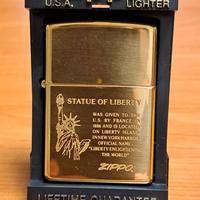 U.S.A. LIGHTER
STATUE OF LIBERTY
WAS GIVEN TO THE
U.S. BY FRANCE IN
1886 AND IS LOCATED
ON LIBERTY ISLAND
IN NEW YORK HARBOR
OFFICIAL NAME
"LIBERTY ENLIGHTENING
THE WORLD"
ZIPPO
LIFETIME GUARANTEE